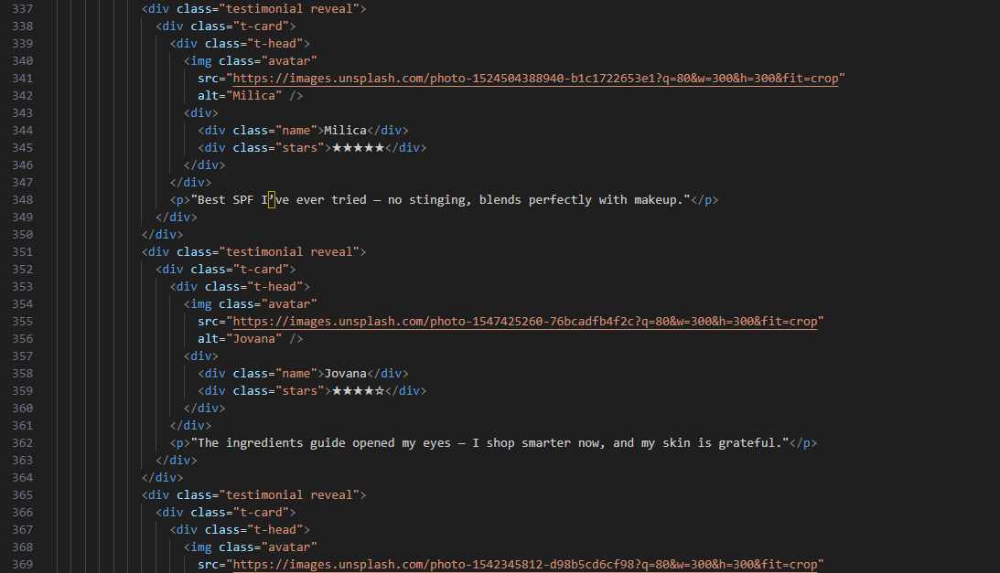 337 <div class="testimonial reveal">
338 <div class="t-card">
339 <div class="t-head">
340 <img class="avatar"
341 src="https://images.unsplash.com/photo-1524504388940-b1c1722653e1?q=80&w=300&h=300&fit=crop"
342 alt="Milica" />
343 <div>
344 <div class="name">Milica</div>
345 <div class="stars">★★★★★</div>
346 </div>
347 </div>
348 <p>"Best SPF I’ve ever tried — no stinging, blends perfectly with makeup."</p>
349 </div>
350 </div>
351 <div class="testimonial reveal">
352 <div class="t-card">
353 <div class="t-head">
354 <img class="avatar"
355 src="https://images.unsplash.com/photo-1547425260-76bcadfb4f2c?q=80&w=300&h=300&fit=crop"
356 alt="Jovana" />
357 <div>
358 <div class="name">Jovana</div>
359 <div class="stars">★★★★☆</div>
360 </div>
361 </div>
362 <p>"The ingredients guide opened my eyes — I shop smarter now, and my skin is grateful."</p>
363 </div>
364 </div>
365 <div class="testimonial reveal">
366 <div class="t-card">
367 <div class="t-head">
368 <img class="avatar"
369 src="https://images.unsplash.com/photo-1542345812-d98b5cd6cf98?q=80&w=300&h=300&fit=crop"